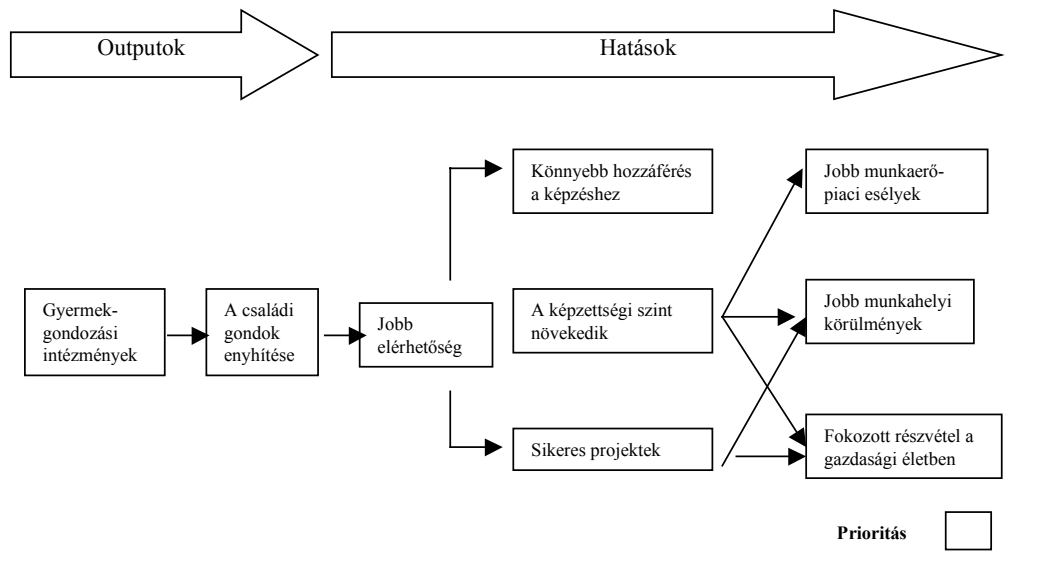 Outputok
Hatások
Könnyebb hozzáférés
a képzéshez
Jobb munkaerő-
piaci esélyek
Gyermek-
gondozási
intézmények
A családi
gondok
enyhítése
Jobb
elérhetőség
A képzettségi szint
növekedik
Jobb munkahelyi
körülmények
Sikeres projektek
Fokozott részvétel a
gazdasági életben
Prioritás